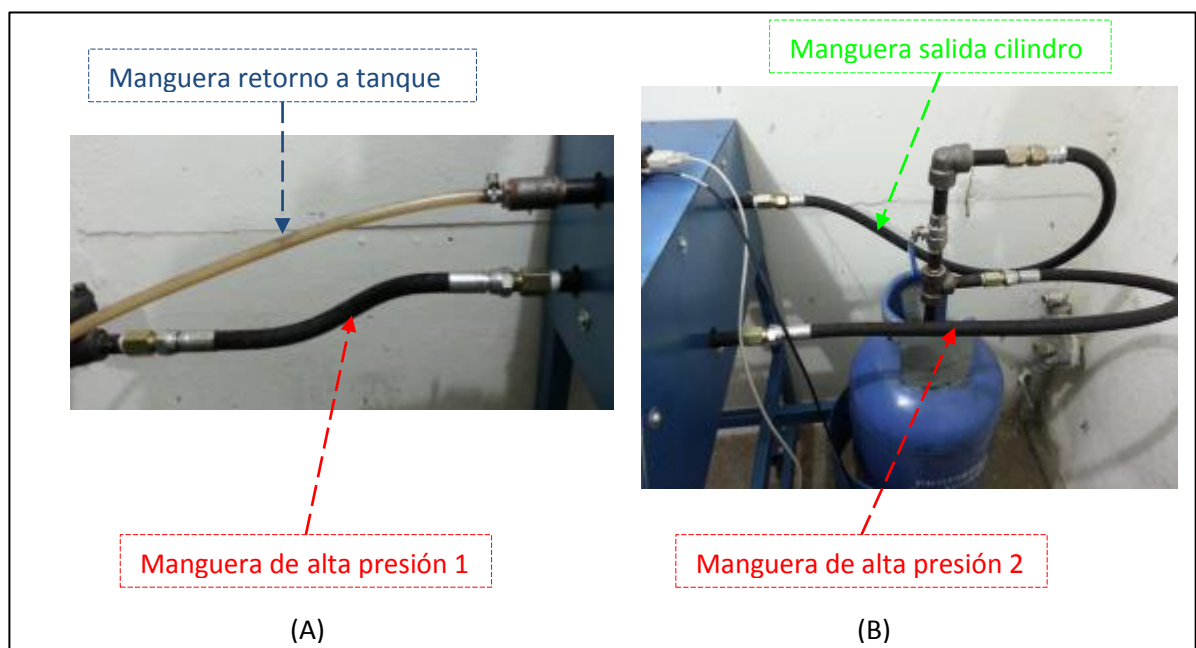 Manguera retorno a tanque
Manguera salida cilindro
Manguera de alta presión 1
Manguera de alta presión 2
(A)
(B)